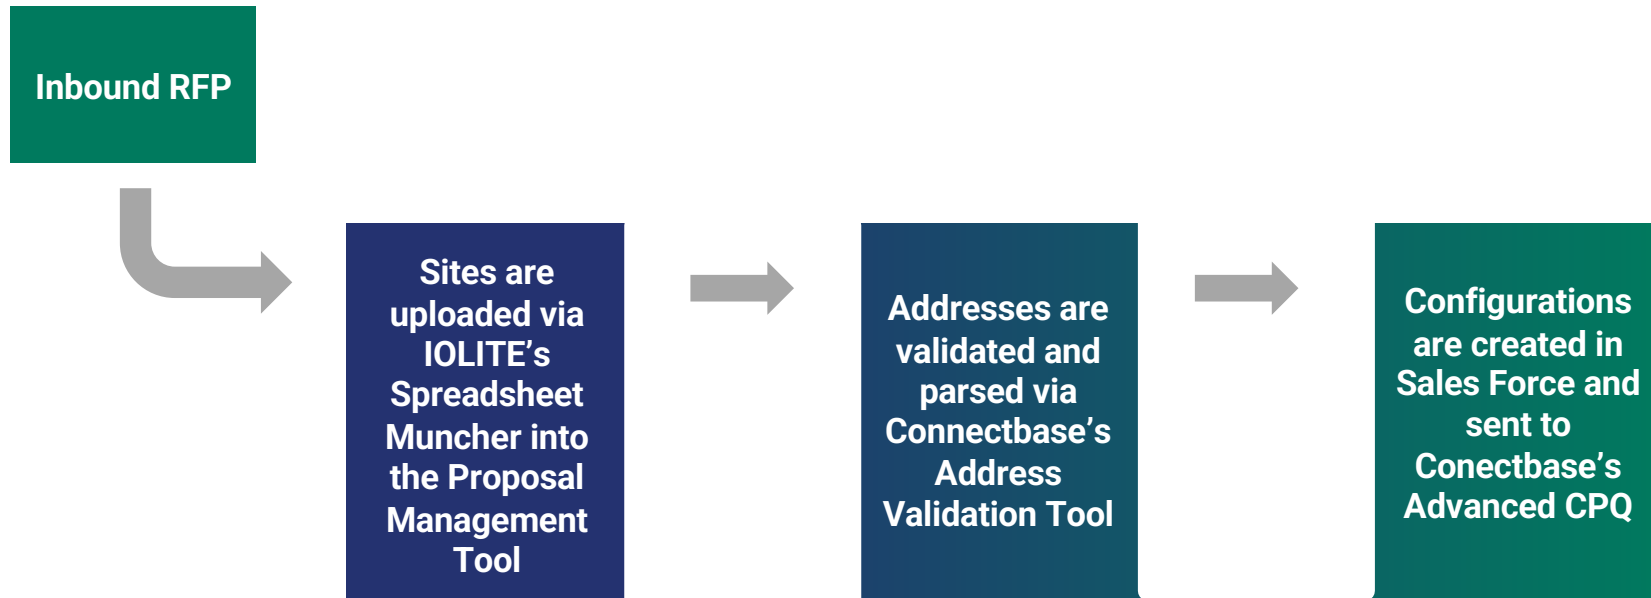 Inbound RFP
Sites are
uploaded via
IOLITE’s
Spreadsheet
Muncher into
the Proposal
Management
Tool
Addresses are
validated and
parsed via
Connectbase’s
Address
Validation Tool
Configurations
are created in
Sales Force and
sent to
Conectbase’s
Advanced CPQ